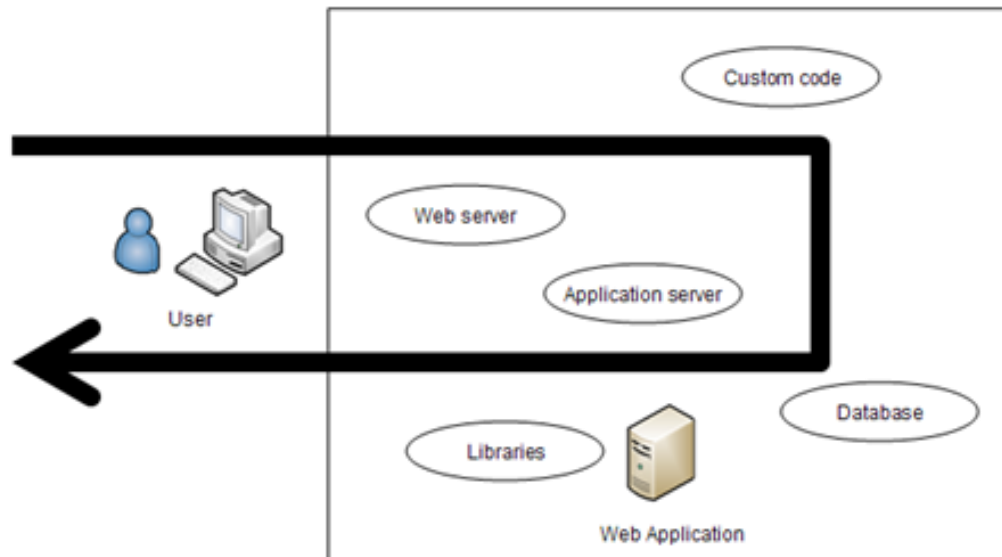 Custom code
Web server
Application server
User
Database
Libraries
Web Application